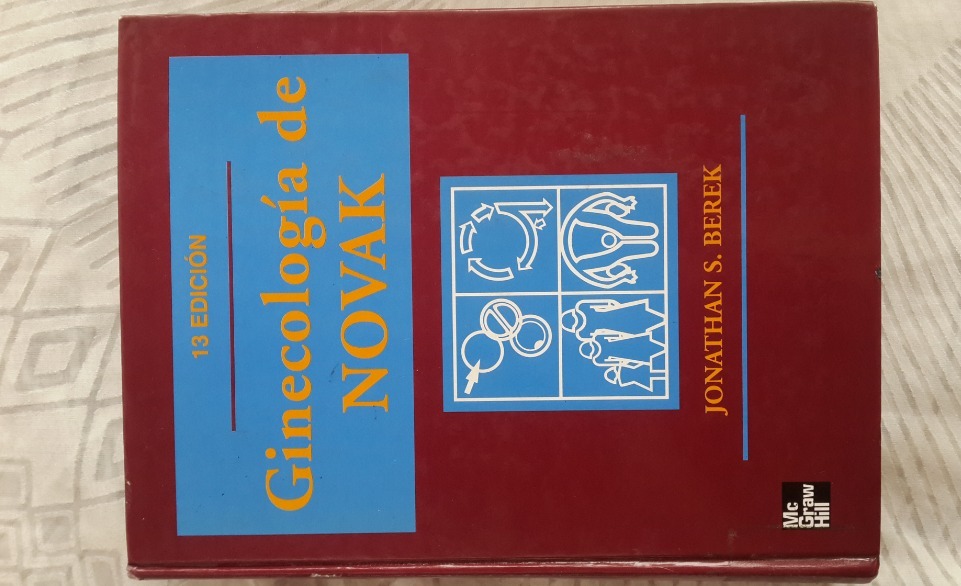 13 EDICIÓN
Ginecología de
NOVAK
JONATHAN S. BEREK
Mc
Graw
Hill